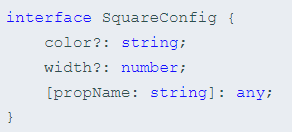 interface SquareConfig {
    color?: string;
    width?: number;
    [propName: string]: any;
}